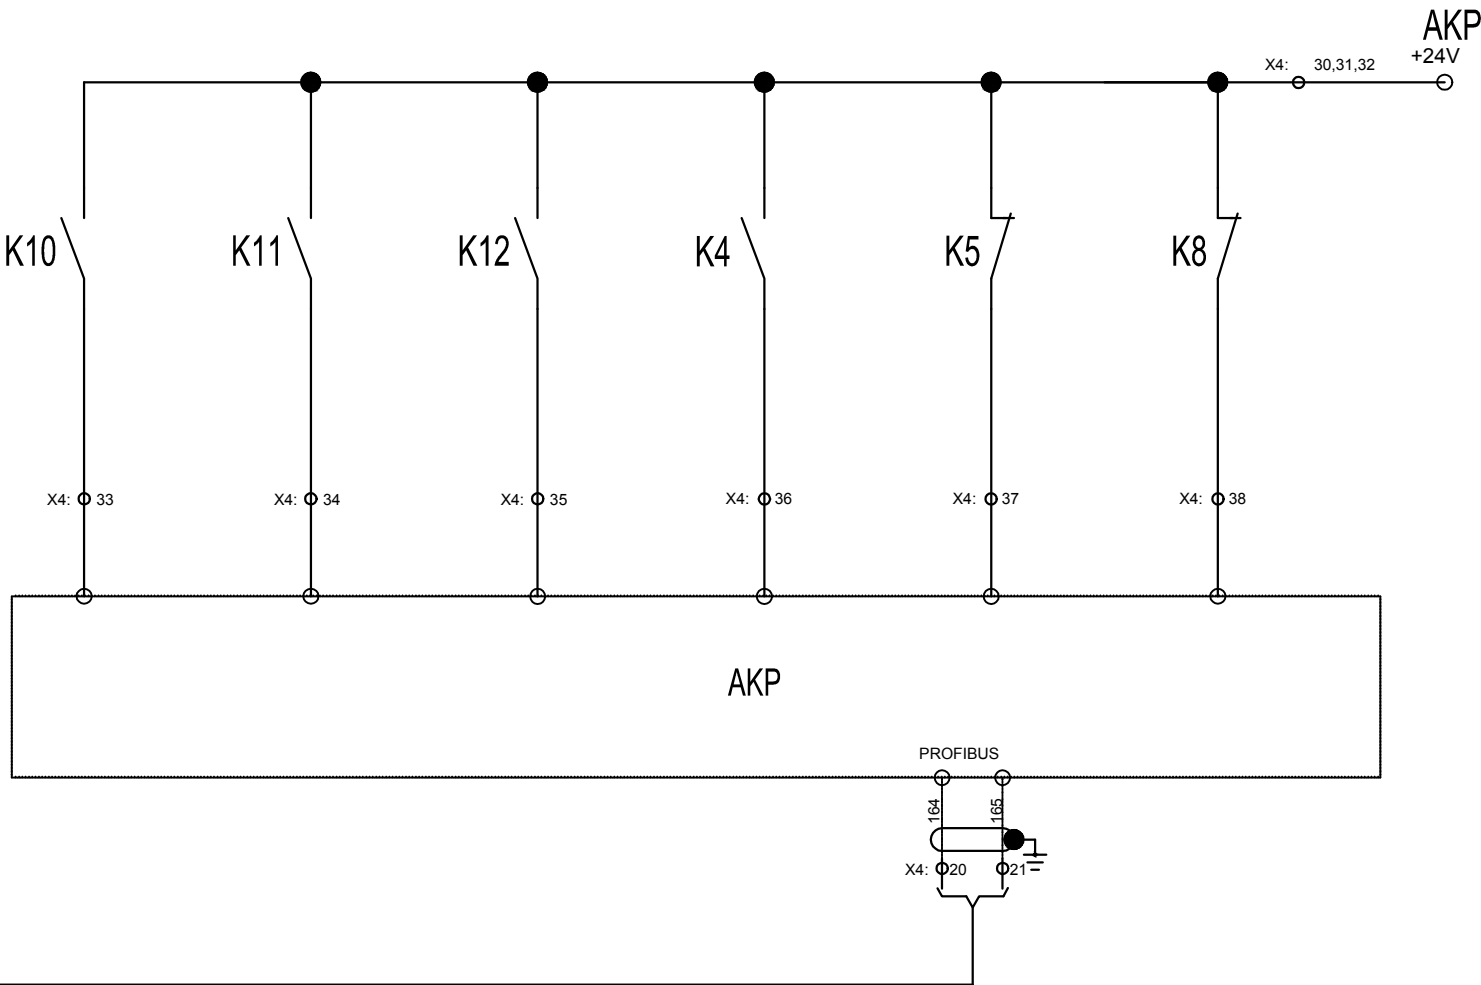 AKP
+24V
X4: 30,31,32
K10 K11 K12 K4 K5 K8
X4: 33 X4: 34 X4: 35 X4: 36 X4: 37 X4: 38
AKP
PROFIBUS
164 165
X4: 20 21